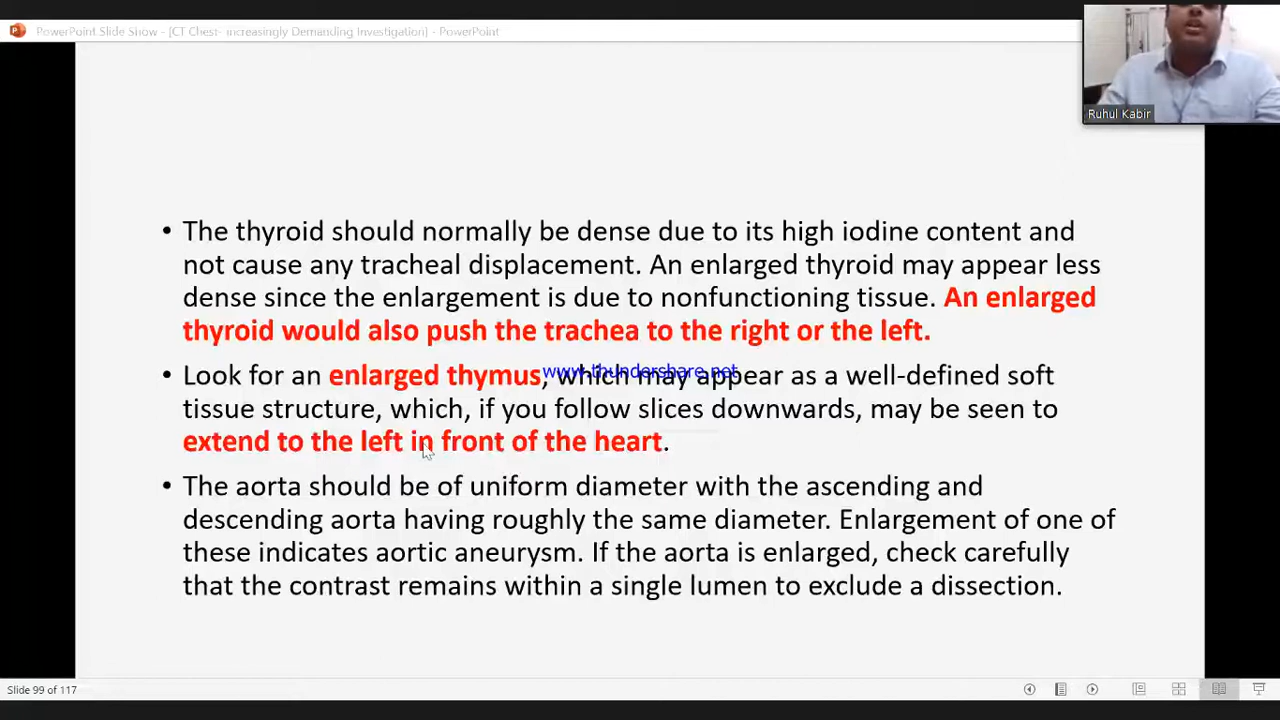 PowerPoint Slide Show - [CT Chest- Increasingly Demanding Investigation] - PowerPoint
Ruhul Kabir
• The thyroid should normally be dense due to its high iodine content and
not cause any tracheal displacement. An enlarged thyroid may appear less
dense since the enlargement is due to nonfunctioning tissue. An enlarged
thyroid would also push the trachea to the right or the left.
• Look for an enlarged thymus, which may appear as a well-defined soft
www.thundershare.net
tissue structure, which, if you follow slices downwards, may be seen to
extend to the left in front of the heart.
• The aorta should be of uniform diameter with the ascending and
descending aorta having roughly the same diameter. Enlargement of one of
these indicates aortic aneurysm. If the aorta is enlarged, check carefully
that the contrast remains within a single lumen to exclude a dissection.
Slide 99 of 117